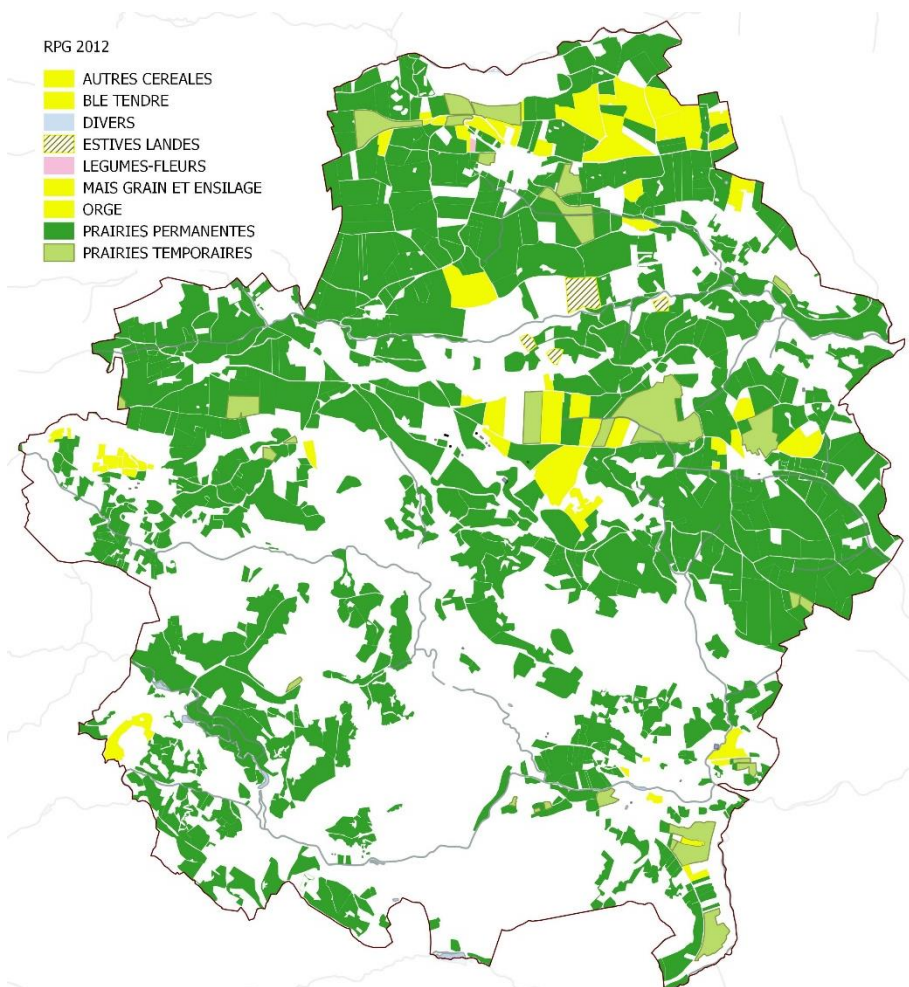 RPG 2012
AUTRES CEREALES
BLE TENDRE
DIVERS
ESTIVES LANDES
LEGUMES-FLEURS
MAIS GRAIN ET ENSILAGE
ORGE
PRAIRIES PERMANENTES
PRAIRIES TEMPORAIRES